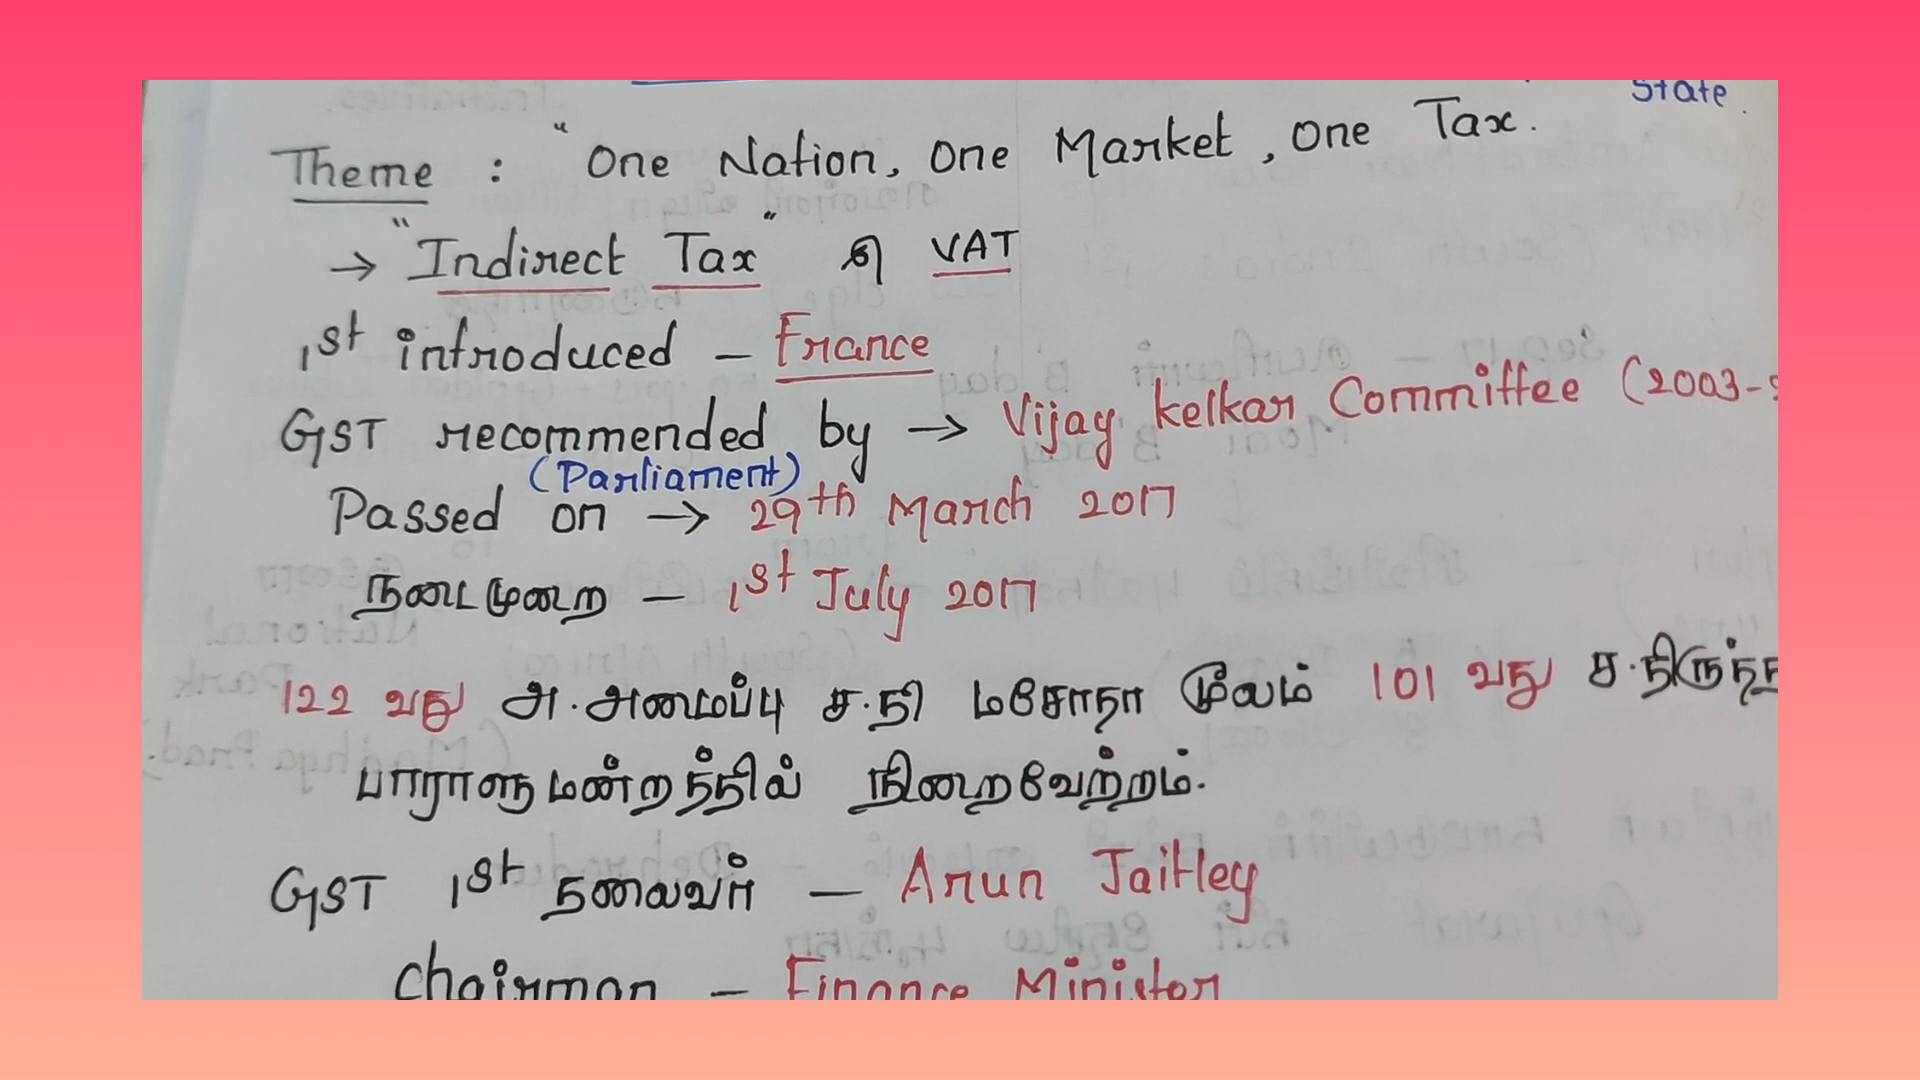 State.
Theme : " One Nation, One Market, One Tax.
→ "Indirect Tax" VAT
1st introduced - France
GST recommended by → Vijay kelkar Committee (2003-
(Parliament)
Passed on → 29th March 2017
நடைமுறை - 1st July 2017
122 வது அ.அமைப்பு ச.தி மசோதா மூலம் 101 வது
பாராளுமன்றத்தில் நிறைவேற்றம்.
GST 1st தலைவர் - Arun Jaitley
Chairman - Finance Minister